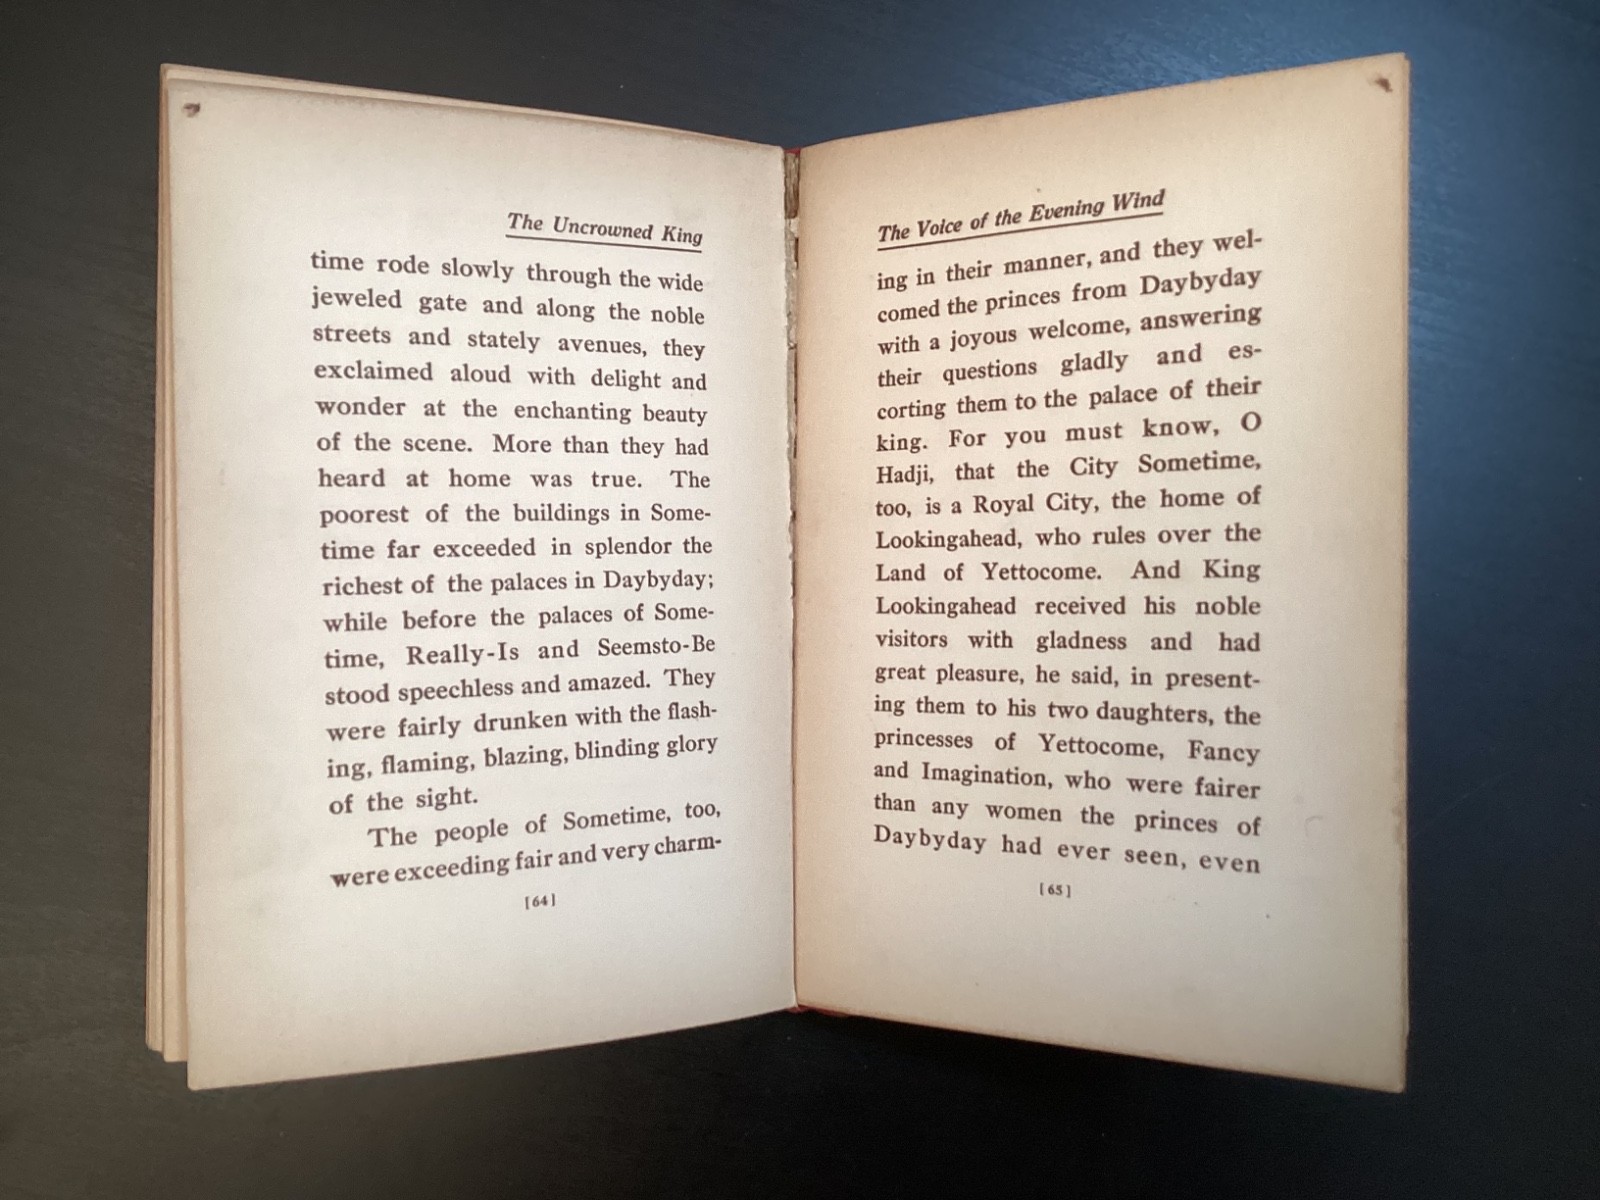 The Uncrowned King
time rode slowly through the wide
jeweled gate and along the noble
streets and stately avenues, they
exclaimed aloud with delight and
wonder at the enchanting beauty
of the scene. More than they had
heard at home was true. The
poorest of the buildings in Some-
time far exceeded in splendor the
richest of the palaces in Daybyday;
while before the palaces of Some-
time, Really-Is and Seemsto-Be
stood speechless and amazed. They
were fairly drunken with the flash-
ing, flaming, blazing, blinding glory
of the sight.
The people of Sometime, too,
were exceeding fair and very charm-
[64]
The Voice of the Evening Wind
ing in their manner, and they wel-
comed the princes from Daybyday
with a joyous welcome, answering
their questions gladly and es-
corting them to the palace of their
king. For you must know, O
Hadji, that the City Sometime,
too, is a Royal City, the home of
Lookingahead, who rules over the
Land of Yettocome. And King
Lookingahead received his noble
visitors with gladness and had
great pleasure, he said, in present-
ing them to his two daughters, the
princesses of Yettocome, Fancy
and Imagination, who were fairer
than any women the princes of
Daybyday had ever seen, even
[65]